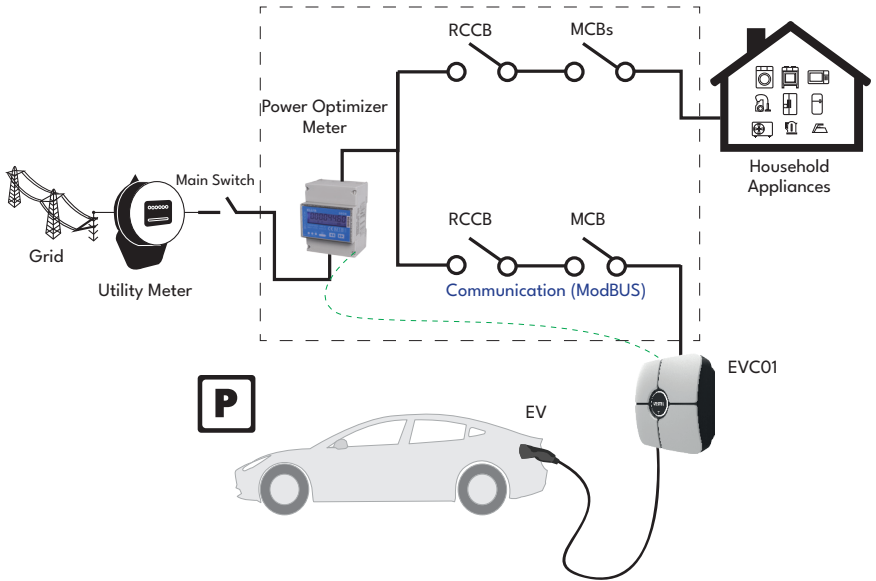 RCCB
MCBs
Power Optimizer
Meter
Main Switch
Household
Appliances
Grid
Utility Meter
RCCB
MCB
Communication (ModBUS)
EVC01
P
EV